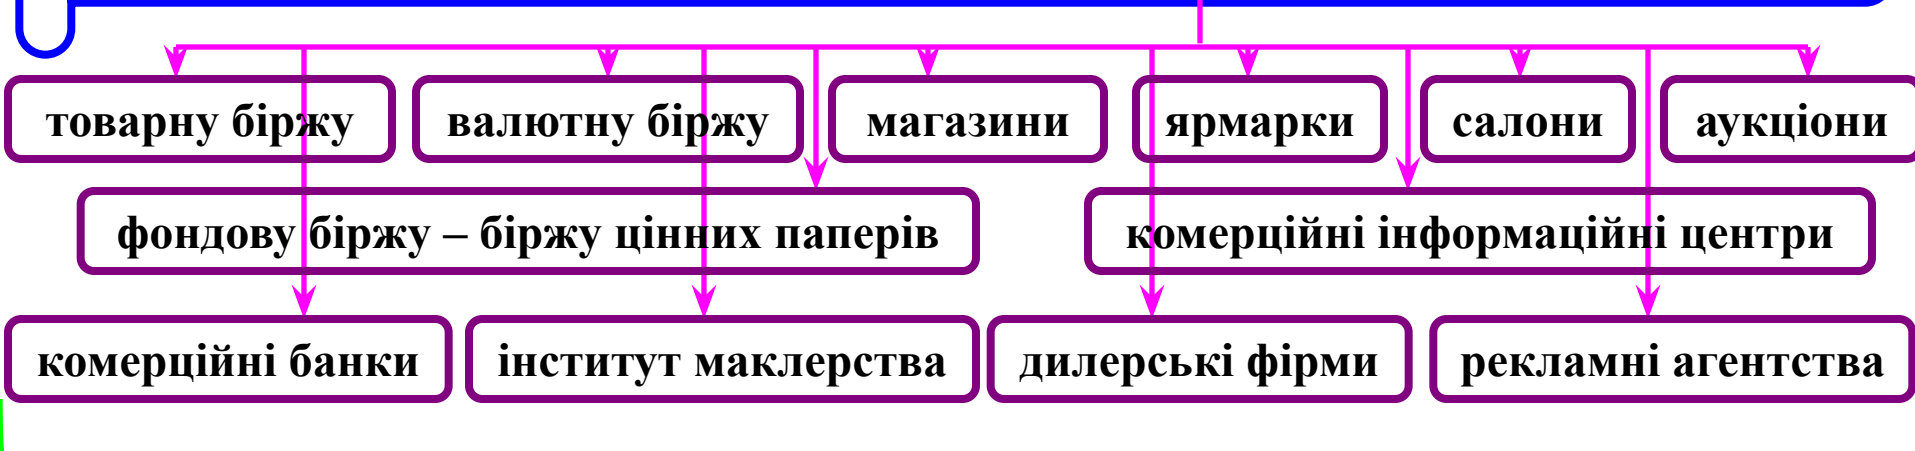 товарну біржу
валютну біржу
магазини
ярмарки
салони
аукціони
фондову біржу – біржу цінних паперів
комерційні інформаційні центри
комерційні банки
інститут маклерства
дилерські фірми
рекламні агентства